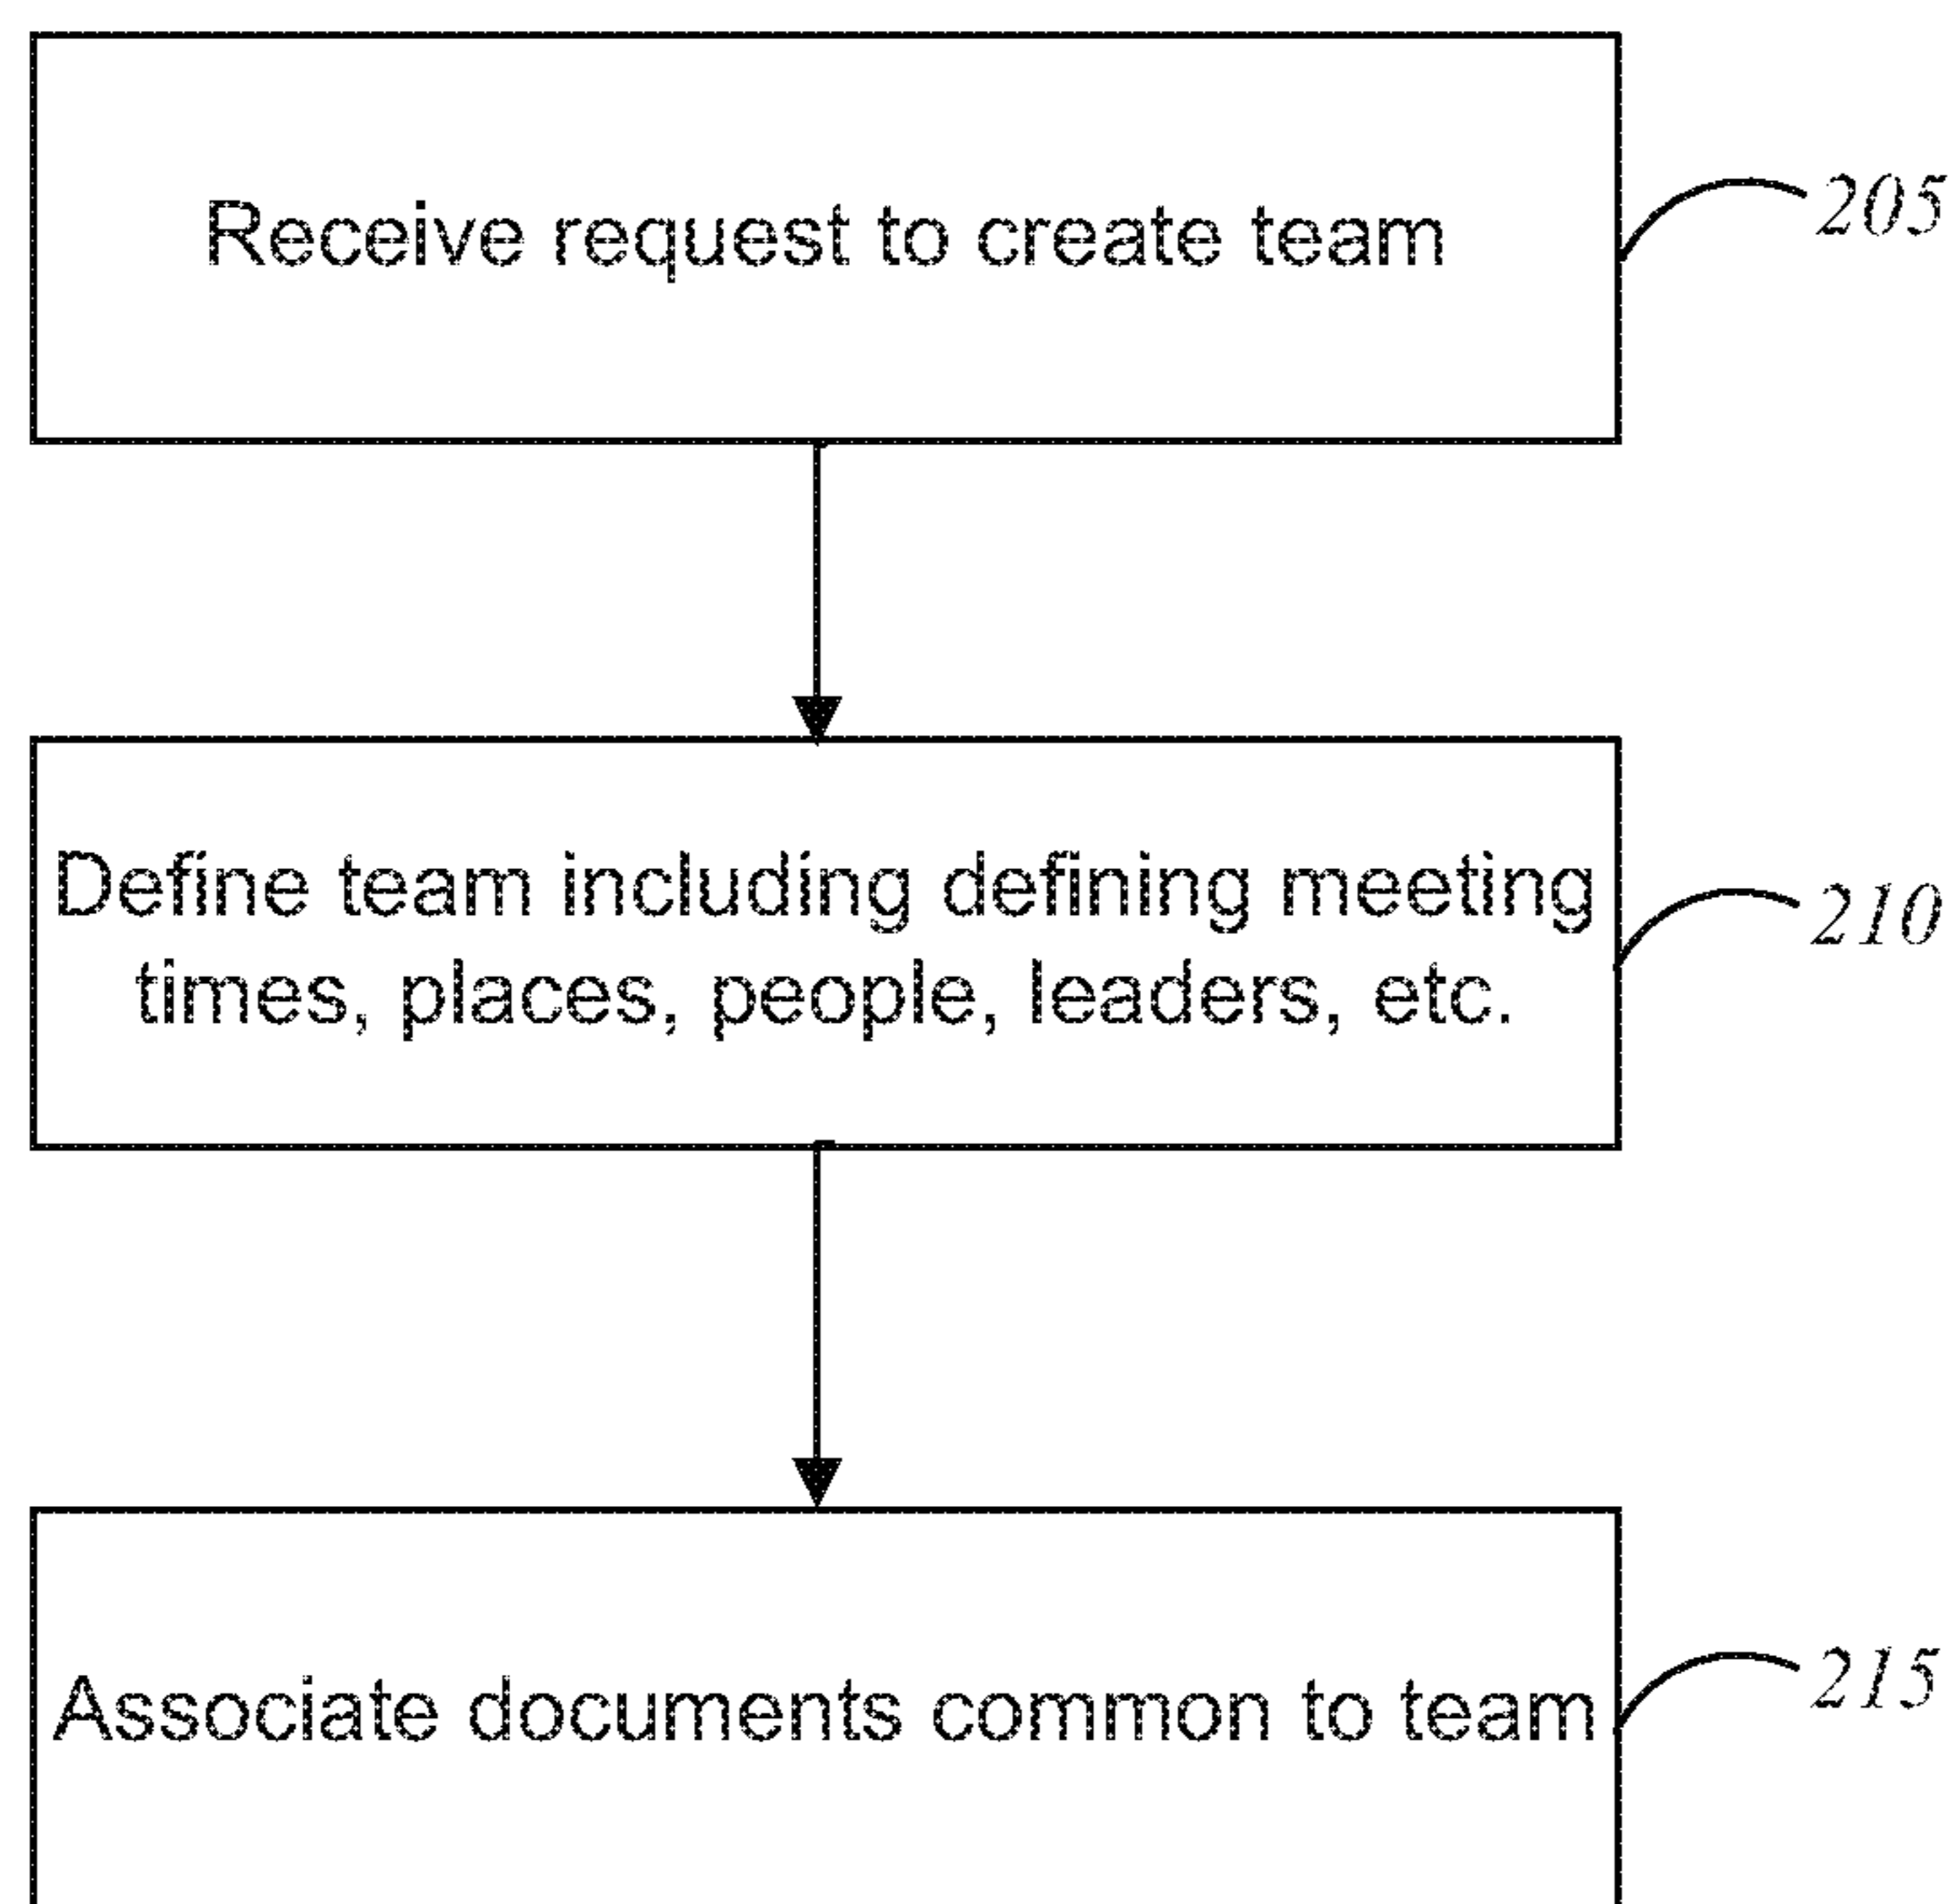 Receive request to create team
205
Define team including defining meeting
times, places, people, leaders, etc.
210
Associate documents common to team
215